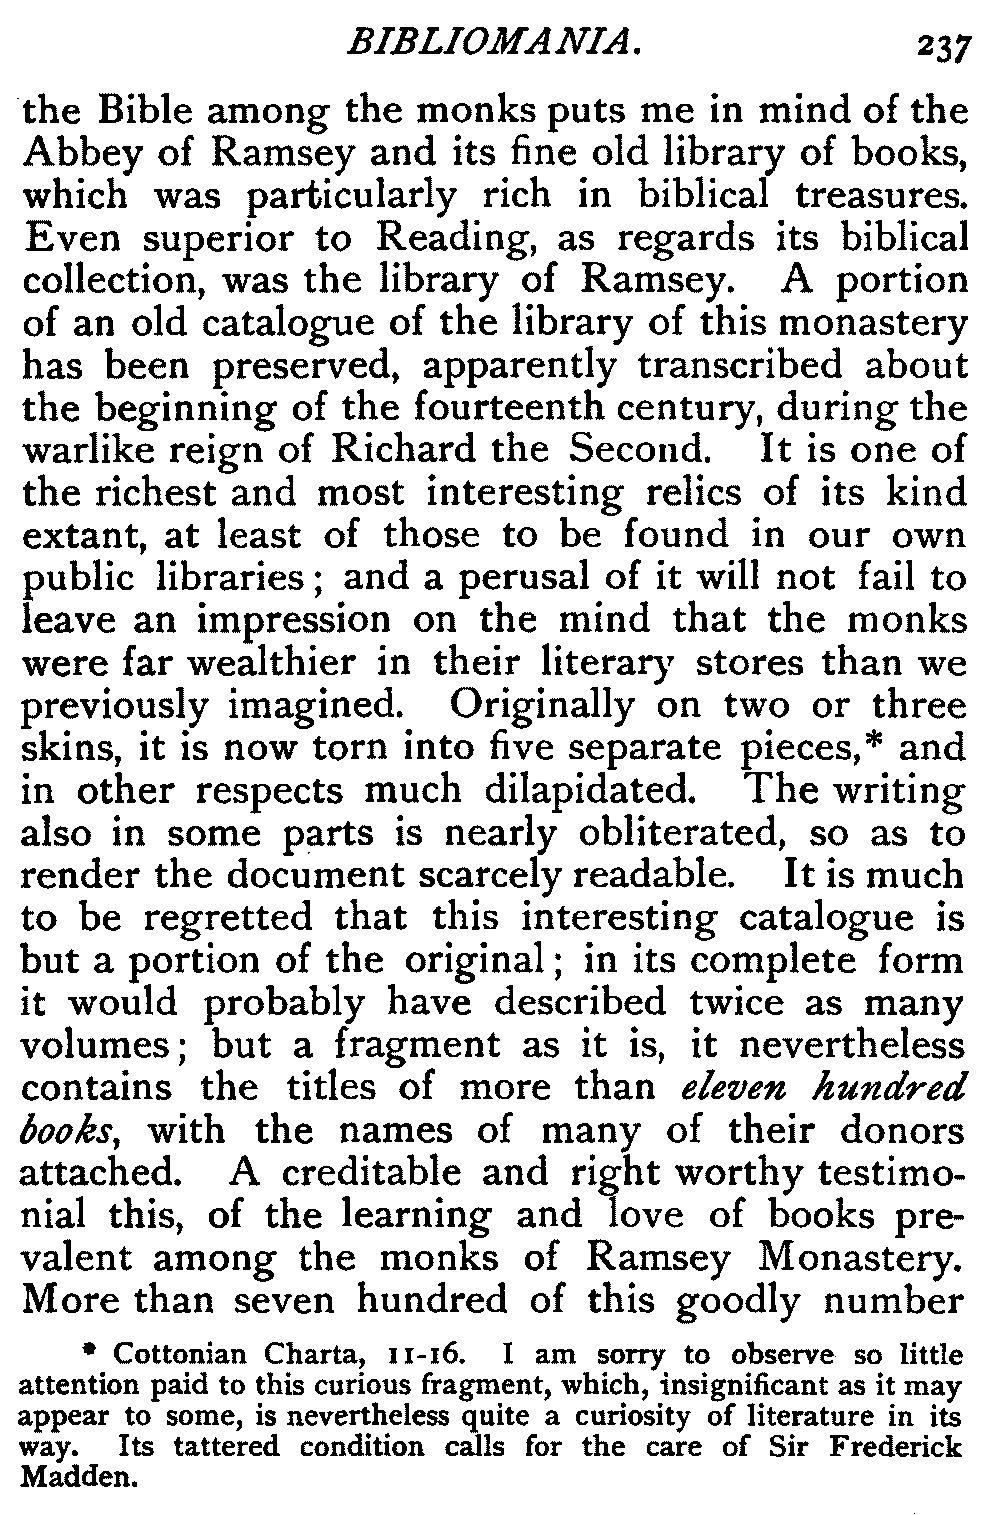 BIBLIOMANIA. 237
the Bible among the monks puts me in mind of the
Abbey of Ramsey and its fine old library of books,
which was particularly rich in biblical treasures.
Even superior to Reading, as regards its biblical
collection, was the library of Ramsey. A portion
of an old catalogue of the library of this monastery
has been preserved, apparently transcribed about
the beginning of the fourteenth century, during the
warlike reign of Richard the Second. It is one of
the richest and most interesting relics of its kind
extant, at least of those to be found in our own
public libraries; and a perusal of it will not fail to
leave an impression on the mind that the monks
were far wealthier in their literary stores than we
previously imagined. Originally on two or three
skins, it is now torn into five separate pieces,* and
in other respects much dilapidated. The writing
also in some parts is nearly obliterated, so as to
render the document scarcely readable. It is much
to be regretted that this interesting catalogue is
but a portion of the original; in its complete form
it would probably have described twice as many
volumes; but a fragment as it is, it nevertheless
contains the titles of more than eleven hundred
books, with the names of many of their donors
attached. A creditable and right worthy testimo-
nial this, of the learning and love of books pre-
valent among the monks of Ramsey Monastery.
More than seven hundred of this goodly number
* Cottonian Charta, 11-16. I am sorry to observe so little
attention paid to this curious fragment, which, insignificant as it may
appear to some, is nevertheless quite a curiosity of literature in its
way. Its tattered condition calls for the care of Sir Frederick
Madden.